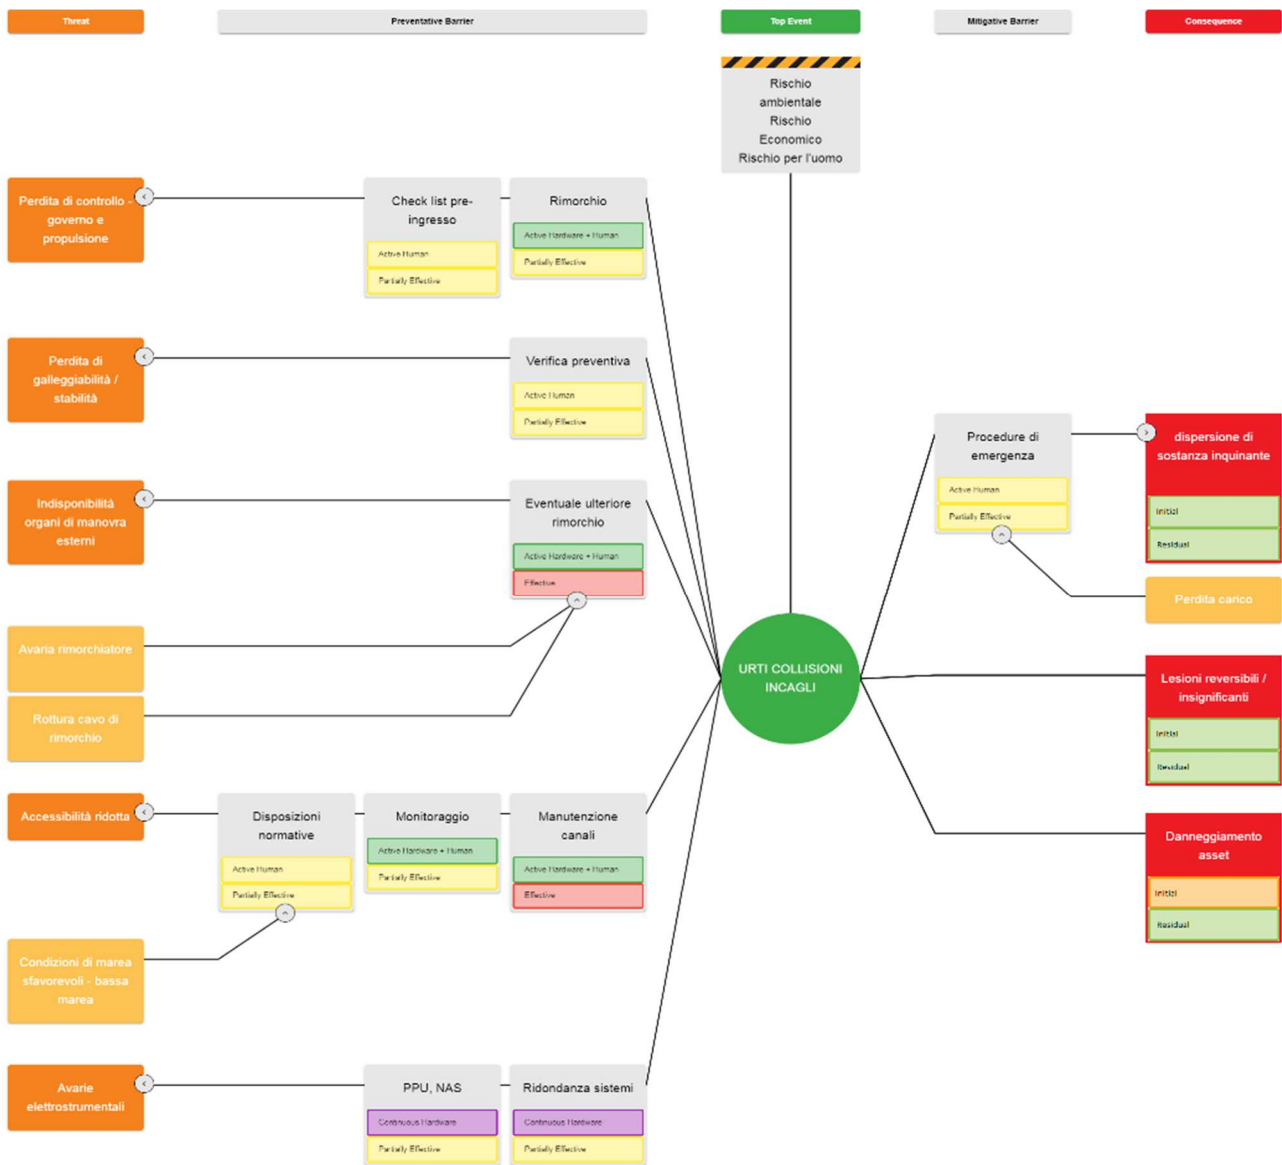 Threat
Preventative Barrier
Top Event
Mitigative Barrier
Consequence
Rischio
ambientale
Rischio
Economico
Rischio per l'uomo
Perdita di controllo -
governo e
propulsione
Check list pre-
ingresso
Active Human
Partially Effective
Rimorchio
Active Hardware + Human
Partially Effective
Perdita di
galleggiabilità /
stabilità
Verifica preventiva
Active Human
Partially Effective
Indisponibilità
organi di manovra
esterni
Eventuale ulteriore
rimorchio
Active Hardware + Human
Effective
Avaria rimorchiatore
Rottura cavo di
rimorchio
Accessibilità ridotta
Disposizioni
normative
Active Human
Partially Effective
Monitoraggio
Active Hardware + Human
Partially Effective
Manutenzione
canali
Active Hardware + Human
Effective
Condizioni di marea
sfavorevoli - bassa
marea
Avarie
elettrostrumentali
PPU, NAS
Continuous Hardware
Partially Effective
Ridondanza sistemi
Continuous Hardware
Partially Effective
URTI COLLISIONI
INCAGLI
Procedure di
emergenza
Active Human
Partially Effective
dispersione di
sostanza inquinante
Initial
Residual
Perdita carico
Lesioni reversibili /
insignificanti
Initial
Residual
Danneggiamento
asset
Initial
Residual